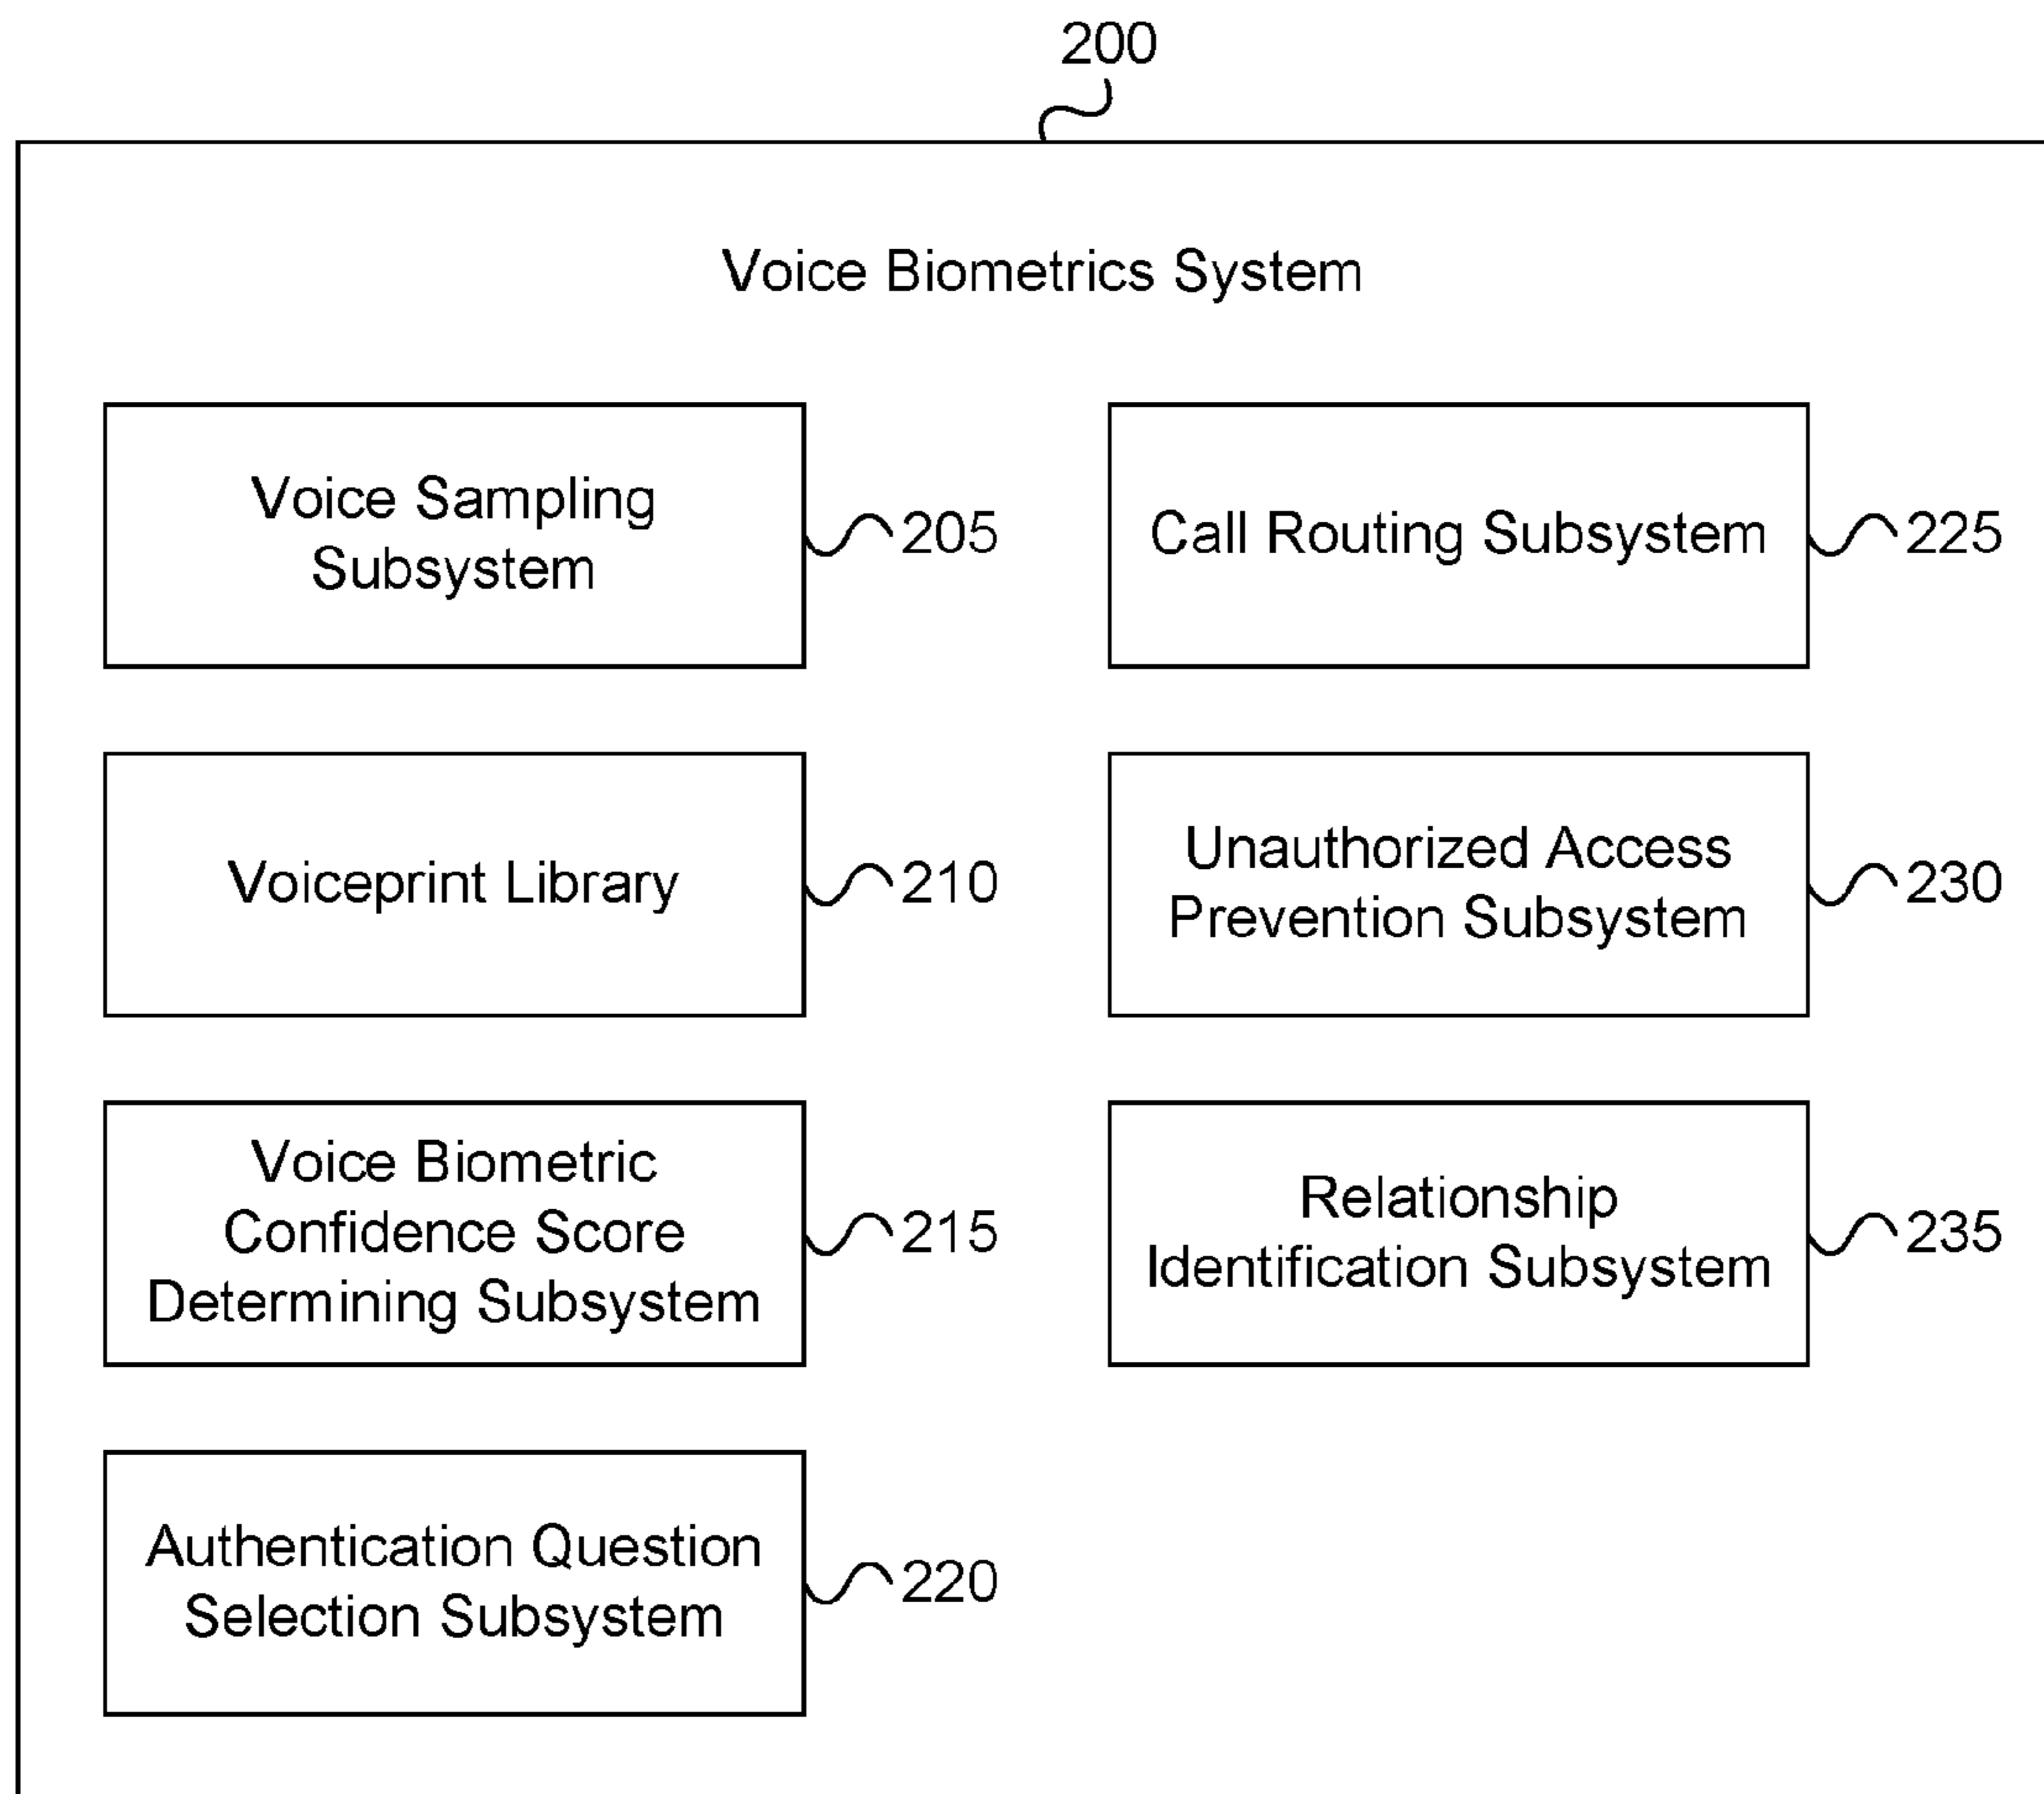 200
Voice Biometrics System
Voice Sampling
Subsystem
205
Voiceprint Library
210
Voice Biometric
Confidence Score
Determining Subsystem
215
Authentication Question
Selection Subsystem
220
Call Routing Subsystem
225
Unauthorized Access
Prevention Subsystem
230
Relationship
Identification Subsystem
235